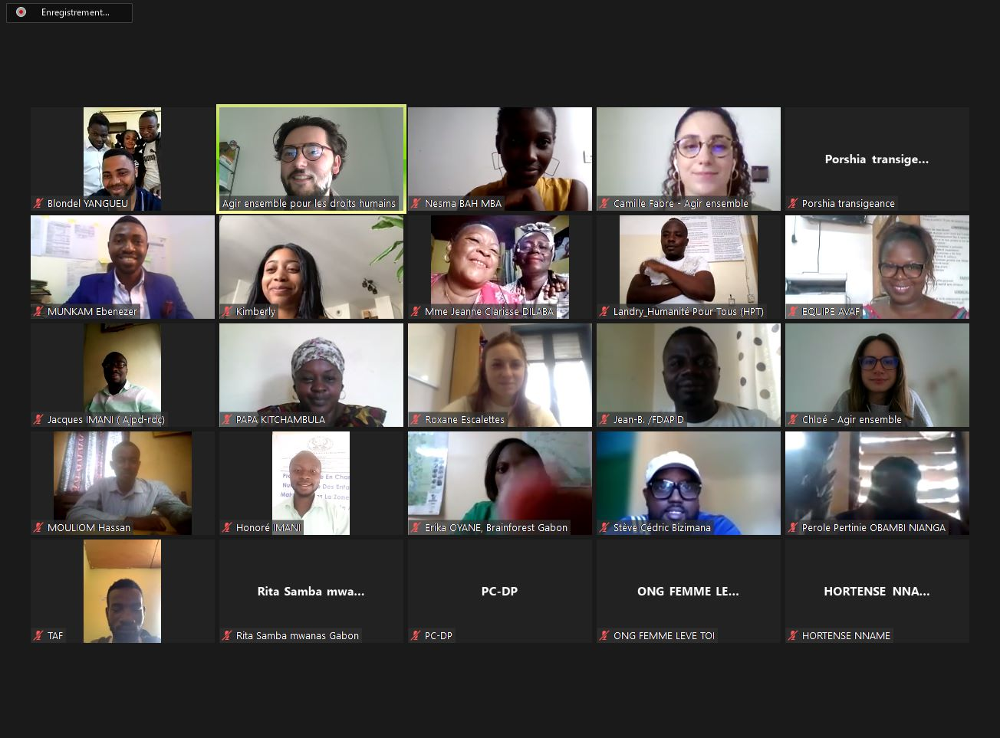 Enregistrement...
Blondel YANGUEU
Agir ensemble pour les droits humains
Nesma BAH MBA
Camille Fabre - Agir ensemble
Porshia transige...
Porshia transigeance
MUNKAM Ebenezer
Kimberly
Mme Jeanne Clarisse DILABA
Landry_Humanité Pour Tous (HPT)
EQUIPE AVAF
Jacques IMANI ( Ajpd-rdc)
PAPA KITCHAMBULA
Roxane Escalettes
Jean-B. /FDAPID
Chloé - Agir ensemble
MOULIOM Hassan
Des Enfa
La Zone
Honoré IMANI
Erika OYANE, Brainforest Gabon
Stève Cédric Bizimana
Perole Pertinie OBAMBI NIANGA
TAF
Rita Samba mwa...
Rita Samba mwanas Gabon
PC-DP
PC-DP
ONG FEMME LE...
ONG FEMME LEVE TOI
HORTENSE NNA...
HORTENSE NNAME